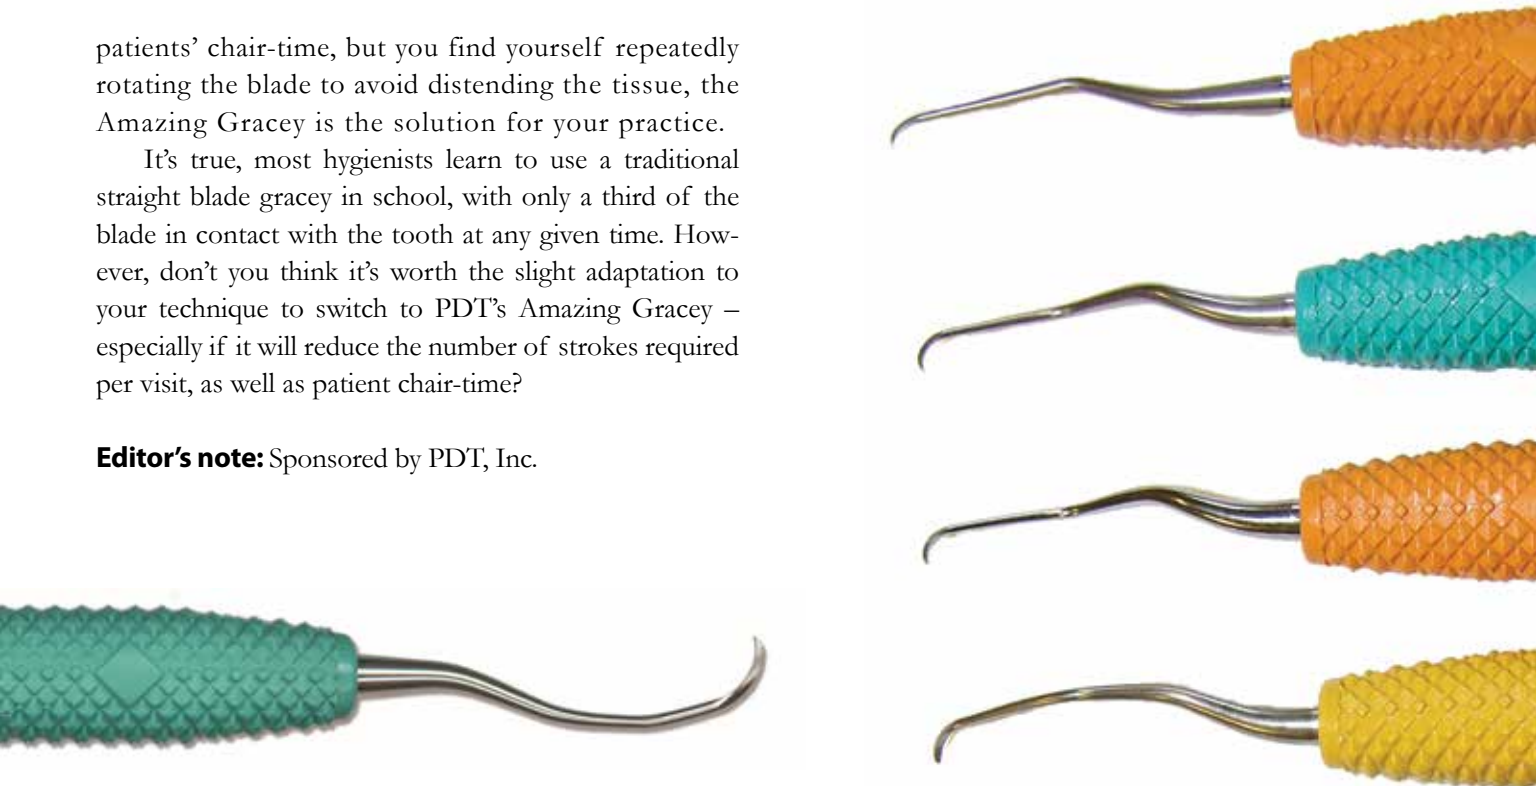 patients’ chair-time, but you find yourself repeatedly
rotating the blade to avoid distending the tissue, the
Amazing Gracey is the solution for your practice.
It’s true, most hygienists learn to use a traditional
straight blade gracey in school, with only a third of the
blade in contact with the tooth at any given time. How-
ever, don’t you think it’s worth the slight adaptation to
your technique to switch to PDT’s Amazing Gracey –
especially if it will reduce the number of strokes required
per visit, as well as patient chair-time?
Editor’s note: Sponsored by PDT, Inc.